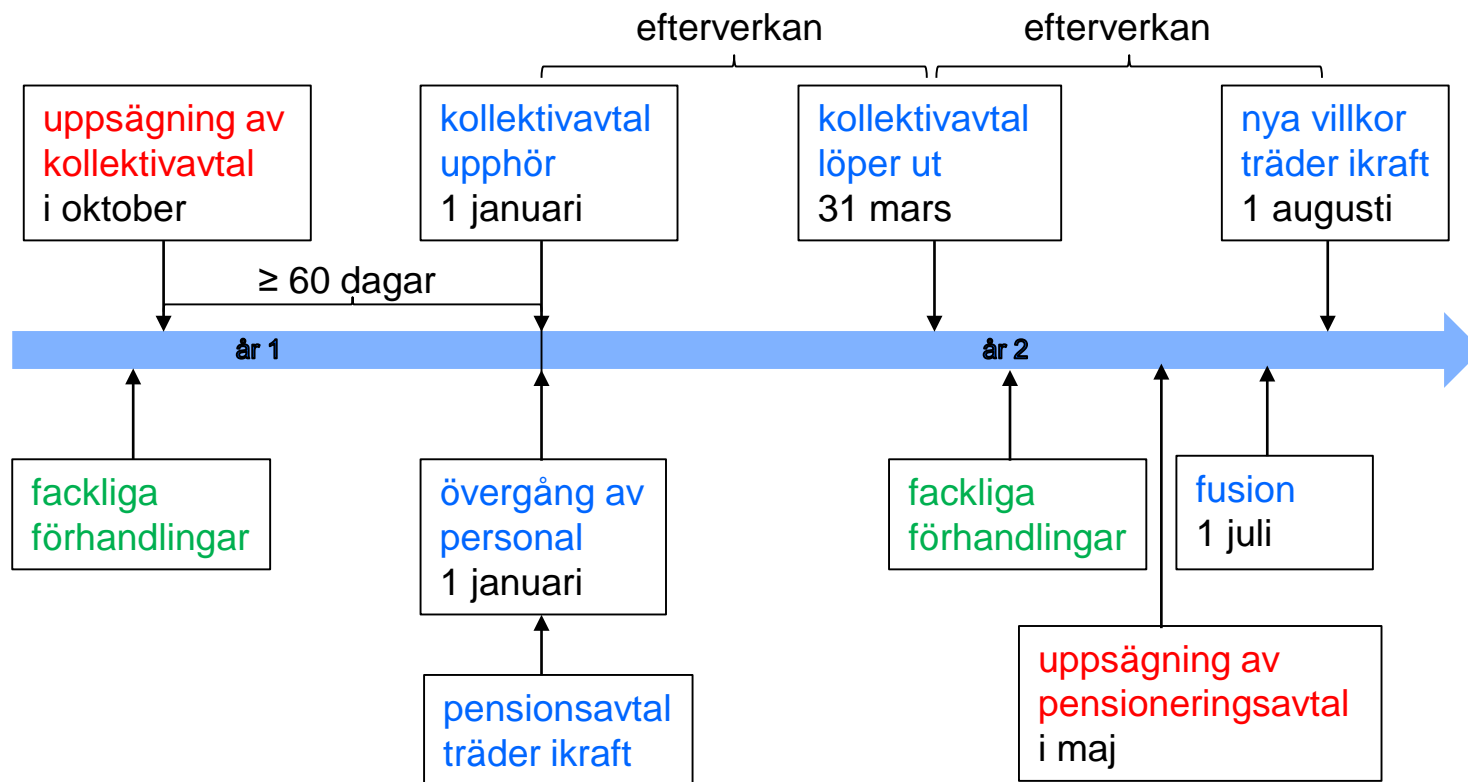 efterverkan
efterverkan
uppsägning av
kollektivavtal
i oktober
kollektivavtal
upphör
1 januari
kollektivavtal
löper ut
31 mars
nya villkor
träder ikraft
1 augusti
≥ 60 dagar
år 1
år 2
fackliga
förhandlingar
övergång av
personal
1 januari
fackliga
förhandlingar
fusion
1 juli
pensionsavtal
träder ikraft
uppsägning av
pensioneringsavtal
i maj